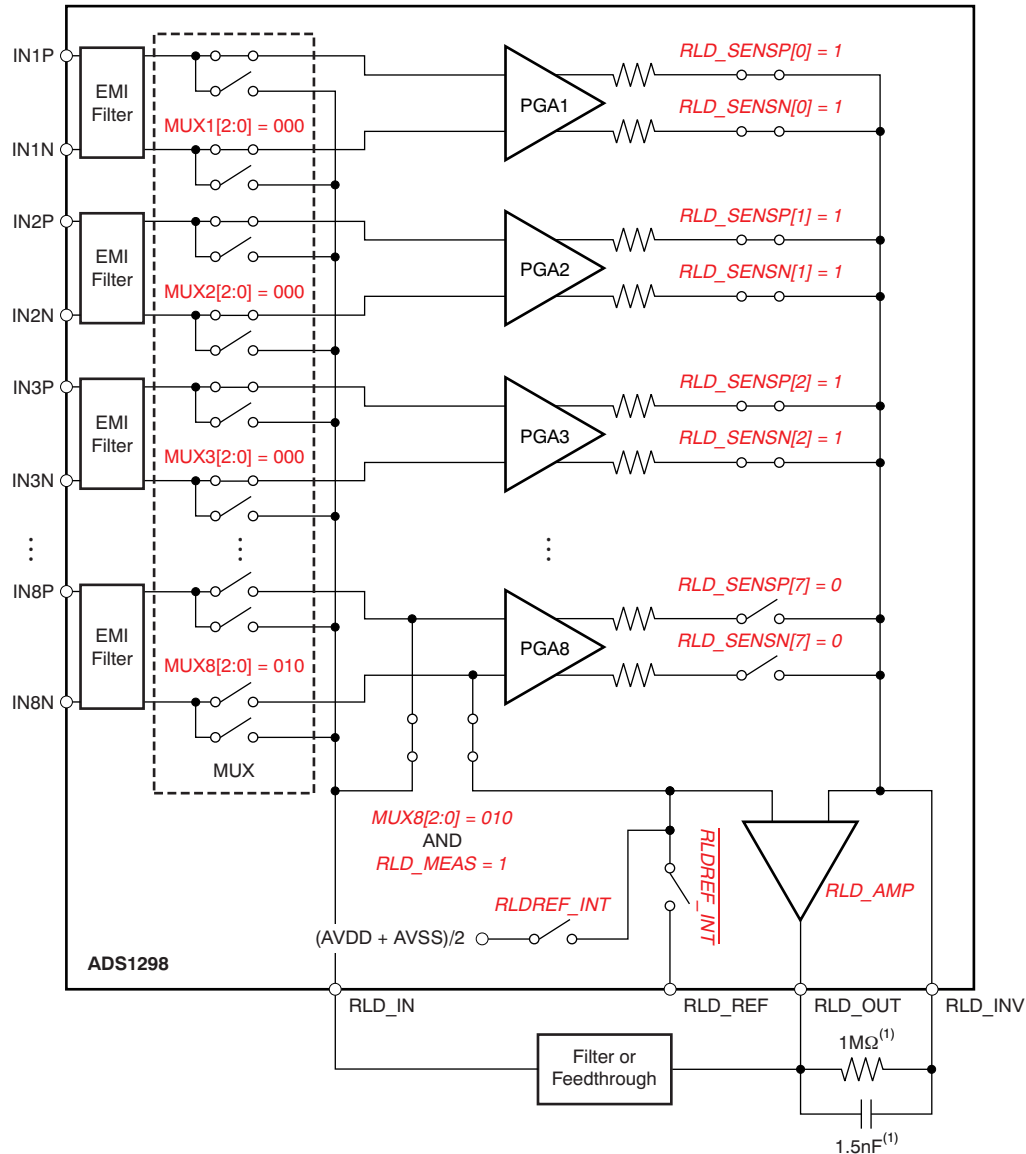 IN1P
EMI
Filter
IN1N
MUX1[2:0] = 000
PGA1
RLD_SENSP[0] = 1
RLD_SENSN[0] = 1
IN2P
EMI
Filter
IN2N
MUX2[2:0] = 000
PGA2
RLD_SENSP[1] = 1
RLD_SENSN[1] = 1
IN3P
EMI
Filter
IN3N
MUX3[2:0] = 000
PGA3
RLD_SENSP[2] = 1
RLD_SENSN[2] = 1
IN8P
EMI
Filter
IN8N
MUX8[2:0] = 010
MUX
PGA8
RLD_SENSP[7] = 0
RLD_SENSN[7] = 0
MUX8[2:0] = 010
AND
RLD_MEAS = 1
RLDREF_INT
RLDREF_INT
RLD_AMP
(AVDD + AVSS)/2
ADS1298
RLD_IN
RLD_REF
RLD_OUT
RLD_INV
Filter or
Feedthrough
1MΩ(1)
1.5nF(1)